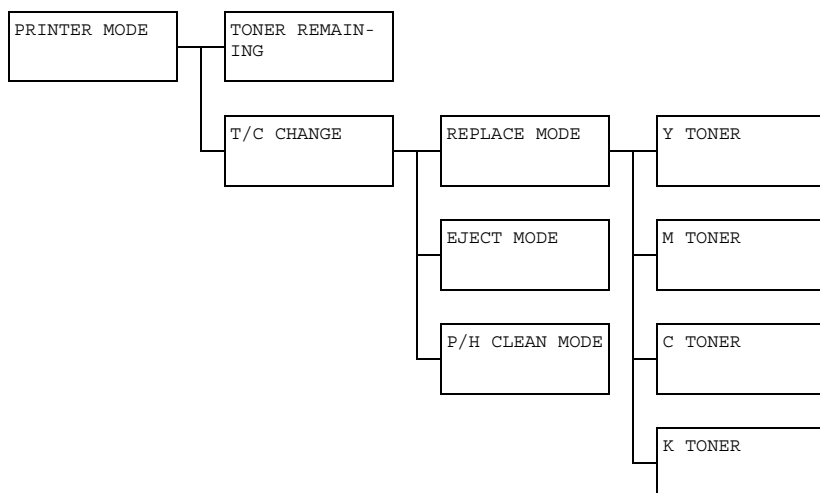 PRINTER MODE
TONER REMAIN-
ING
T/C CHANGE
REPLACE MODE
Y TONER
EJECT MODE
M TONER
P/H CLEAN MODE
C TONER
K TONER